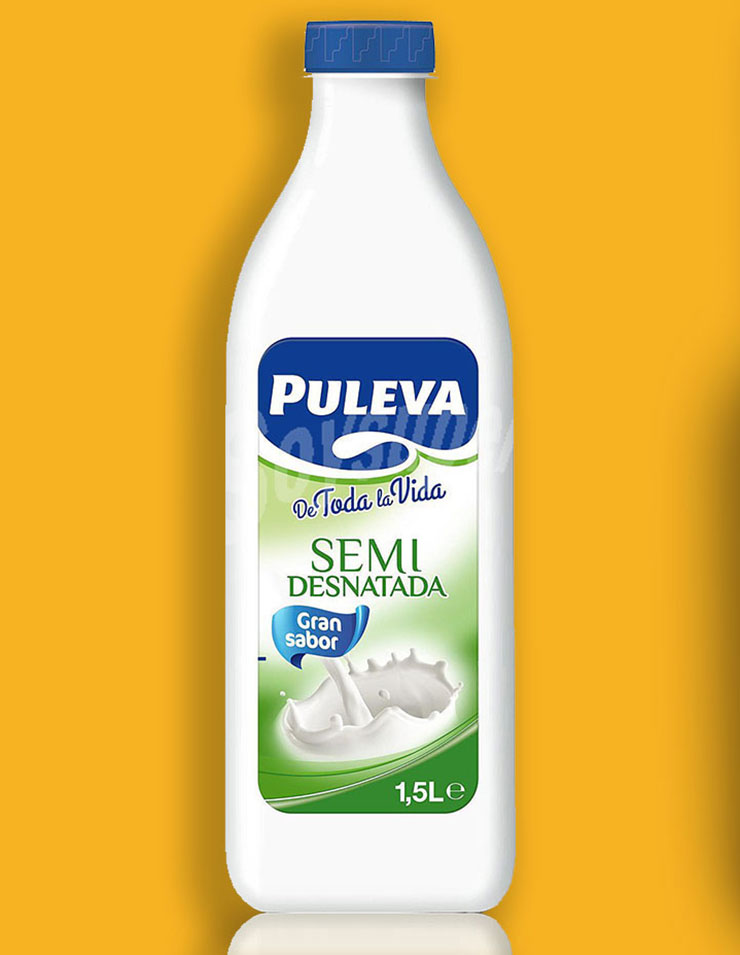 PULEVA
De Toda la Vida
SEMI
DESNATADA
Gran
sabor
1,5L e